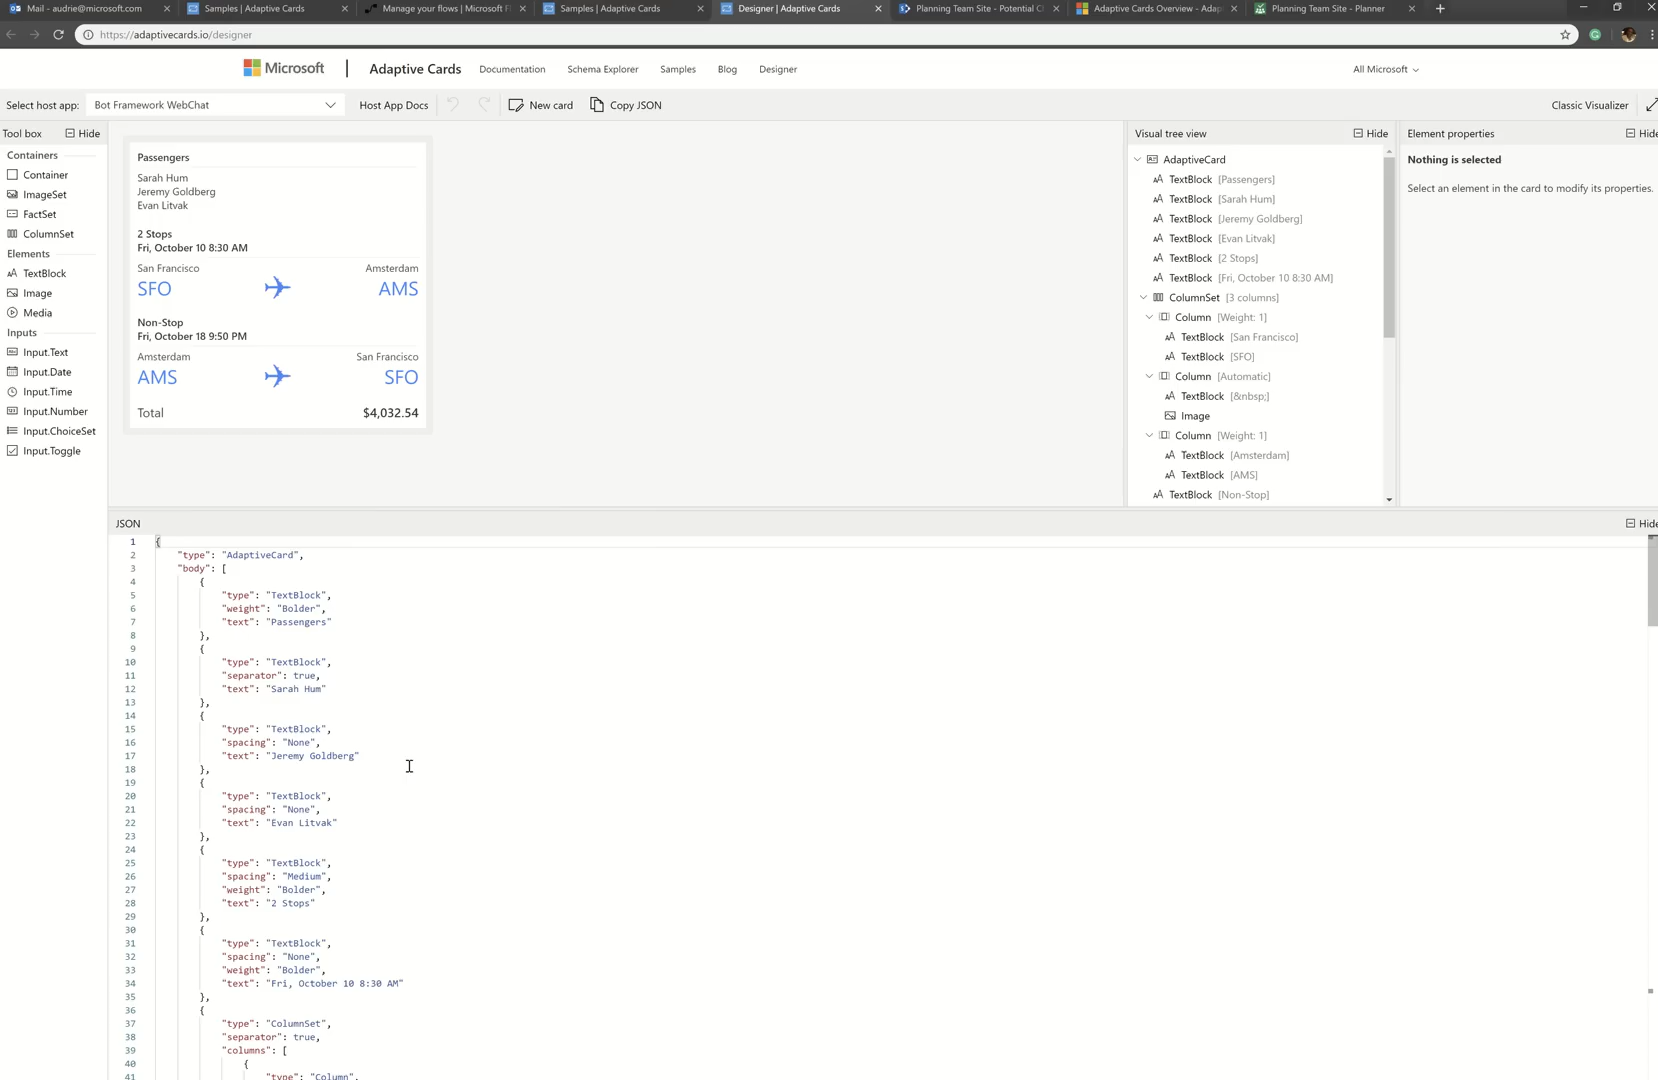 Mail - audrie@microsoft.com
Samples | Adaptive Cards
Manage your flows | Microsoft F
Samples | Adaptive Cards
Designer | Adaptive Cards
Planning Team Site - Potential C
Adaptive Cards Overview - Adap
Planning Team Site - Planner
https://adaptivecards.io/designer
Microsoft
Adaptive Cards
Documentation
Schema Explorer
Samples
Blog
Designer
All Microsoft
Select host app:
Bot Framework WebChat
Host App Docs
New card
Copy JSON
Classic Visualizer
Tool box
Hide
Containers
Container
ImageSet
FactSet
ColumnSet
Elements
TextBlock
Image
Media
Inputs
Input.Text
Input.Date
Input.Time
Input.Number
Input.ChoiceSet
Input.Toggle
Passengers
Sarah Hum
Jeremy Goldberg
Evan Litvak
2 Stops
Fri, October 10 8:30 AM
San Francisco Amsterdam
SFO AMS
Non-Stop
Fri, October 18 9:50 PM
Amsterdam San Francisco
AMS SFO
Total $4,032.54
Visual tree view
Hide
AdaptiveCard
TextBlock [Passengers]
TextBlock [Sarah Hum]
TextBlock [Jeremy Goldberg]
TextBlock [Evan Litvak]
TextBlock [2 Stops]
TextBlock [Fri, October 10 8:30 AM]
ColumnSet [3 columns]
Column [Weight: 1]
TextBlock [San Francisco]
TextBlock [SFO]
Column [Automatic]
TextBlock [&nbsp;]
Image
Column [Weight: 1]
TextBlock [Amsterdam]
TextBlock [AMS]
TextBlock [Non-Stop]
Element properties
Hide
Nothing is selected
Select an element in the card to modify its properties.
JSON
Hide
1 {
2 "type": "AdaptiveCard",
3 "body": [
4 {
5 "type": "TextBlock",
6 "weight": "Bolder",
7 "text": "Passengers"
8 },
9 {
10 "type": "TextBlock",
11 "separator": true,
12 "text": "Sarah Hum"
13 },
14 {
15 "type": "TextBlock",
16 "spacing": "None",
17 "text": "Jeremy Goldberg"
18 },
19 {
20 "type": "TextBlock",
21 "spacing": "None",
22 "text": "Evan Litvak"
23 },
24 {
25 "type": "TextBlock",
26 "spacing": "Medium",
27 "weight": "Bolder",
28 "text": "2 Stops"
29 },
30 {
31 "type": "TextBlock",
32 "spacing": "None",
33 "weight": "Bolder",
34 "text": "Fri, October 10 8:30 AM"
35 },
36 {
37 "type": "ColumnSet",
38 "separator": true,
39 "columns": [
40 {
41 "type": "Column",